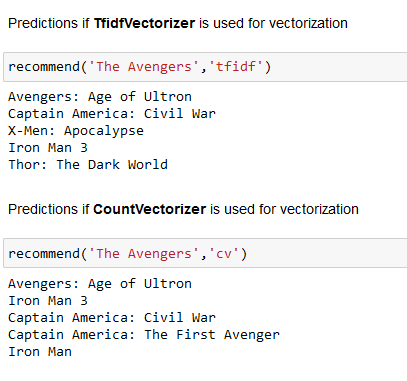 Predictions if TfidfVectorizer is used for vectorization
recommend('The Avengers','tfidf')
Avengers: Age of Ultron
Captain America: Civil War
X-Men: Apocalypse
Iron Man 3
Thor: The Dark World
Predictions if CountVectorizer is used for vectorization
recommend('The Avengers','cv')
Avengers: Age of Ultron
Iron Man 3
Captain America: Civil War
Captain America: The First Avenger
Iron Man